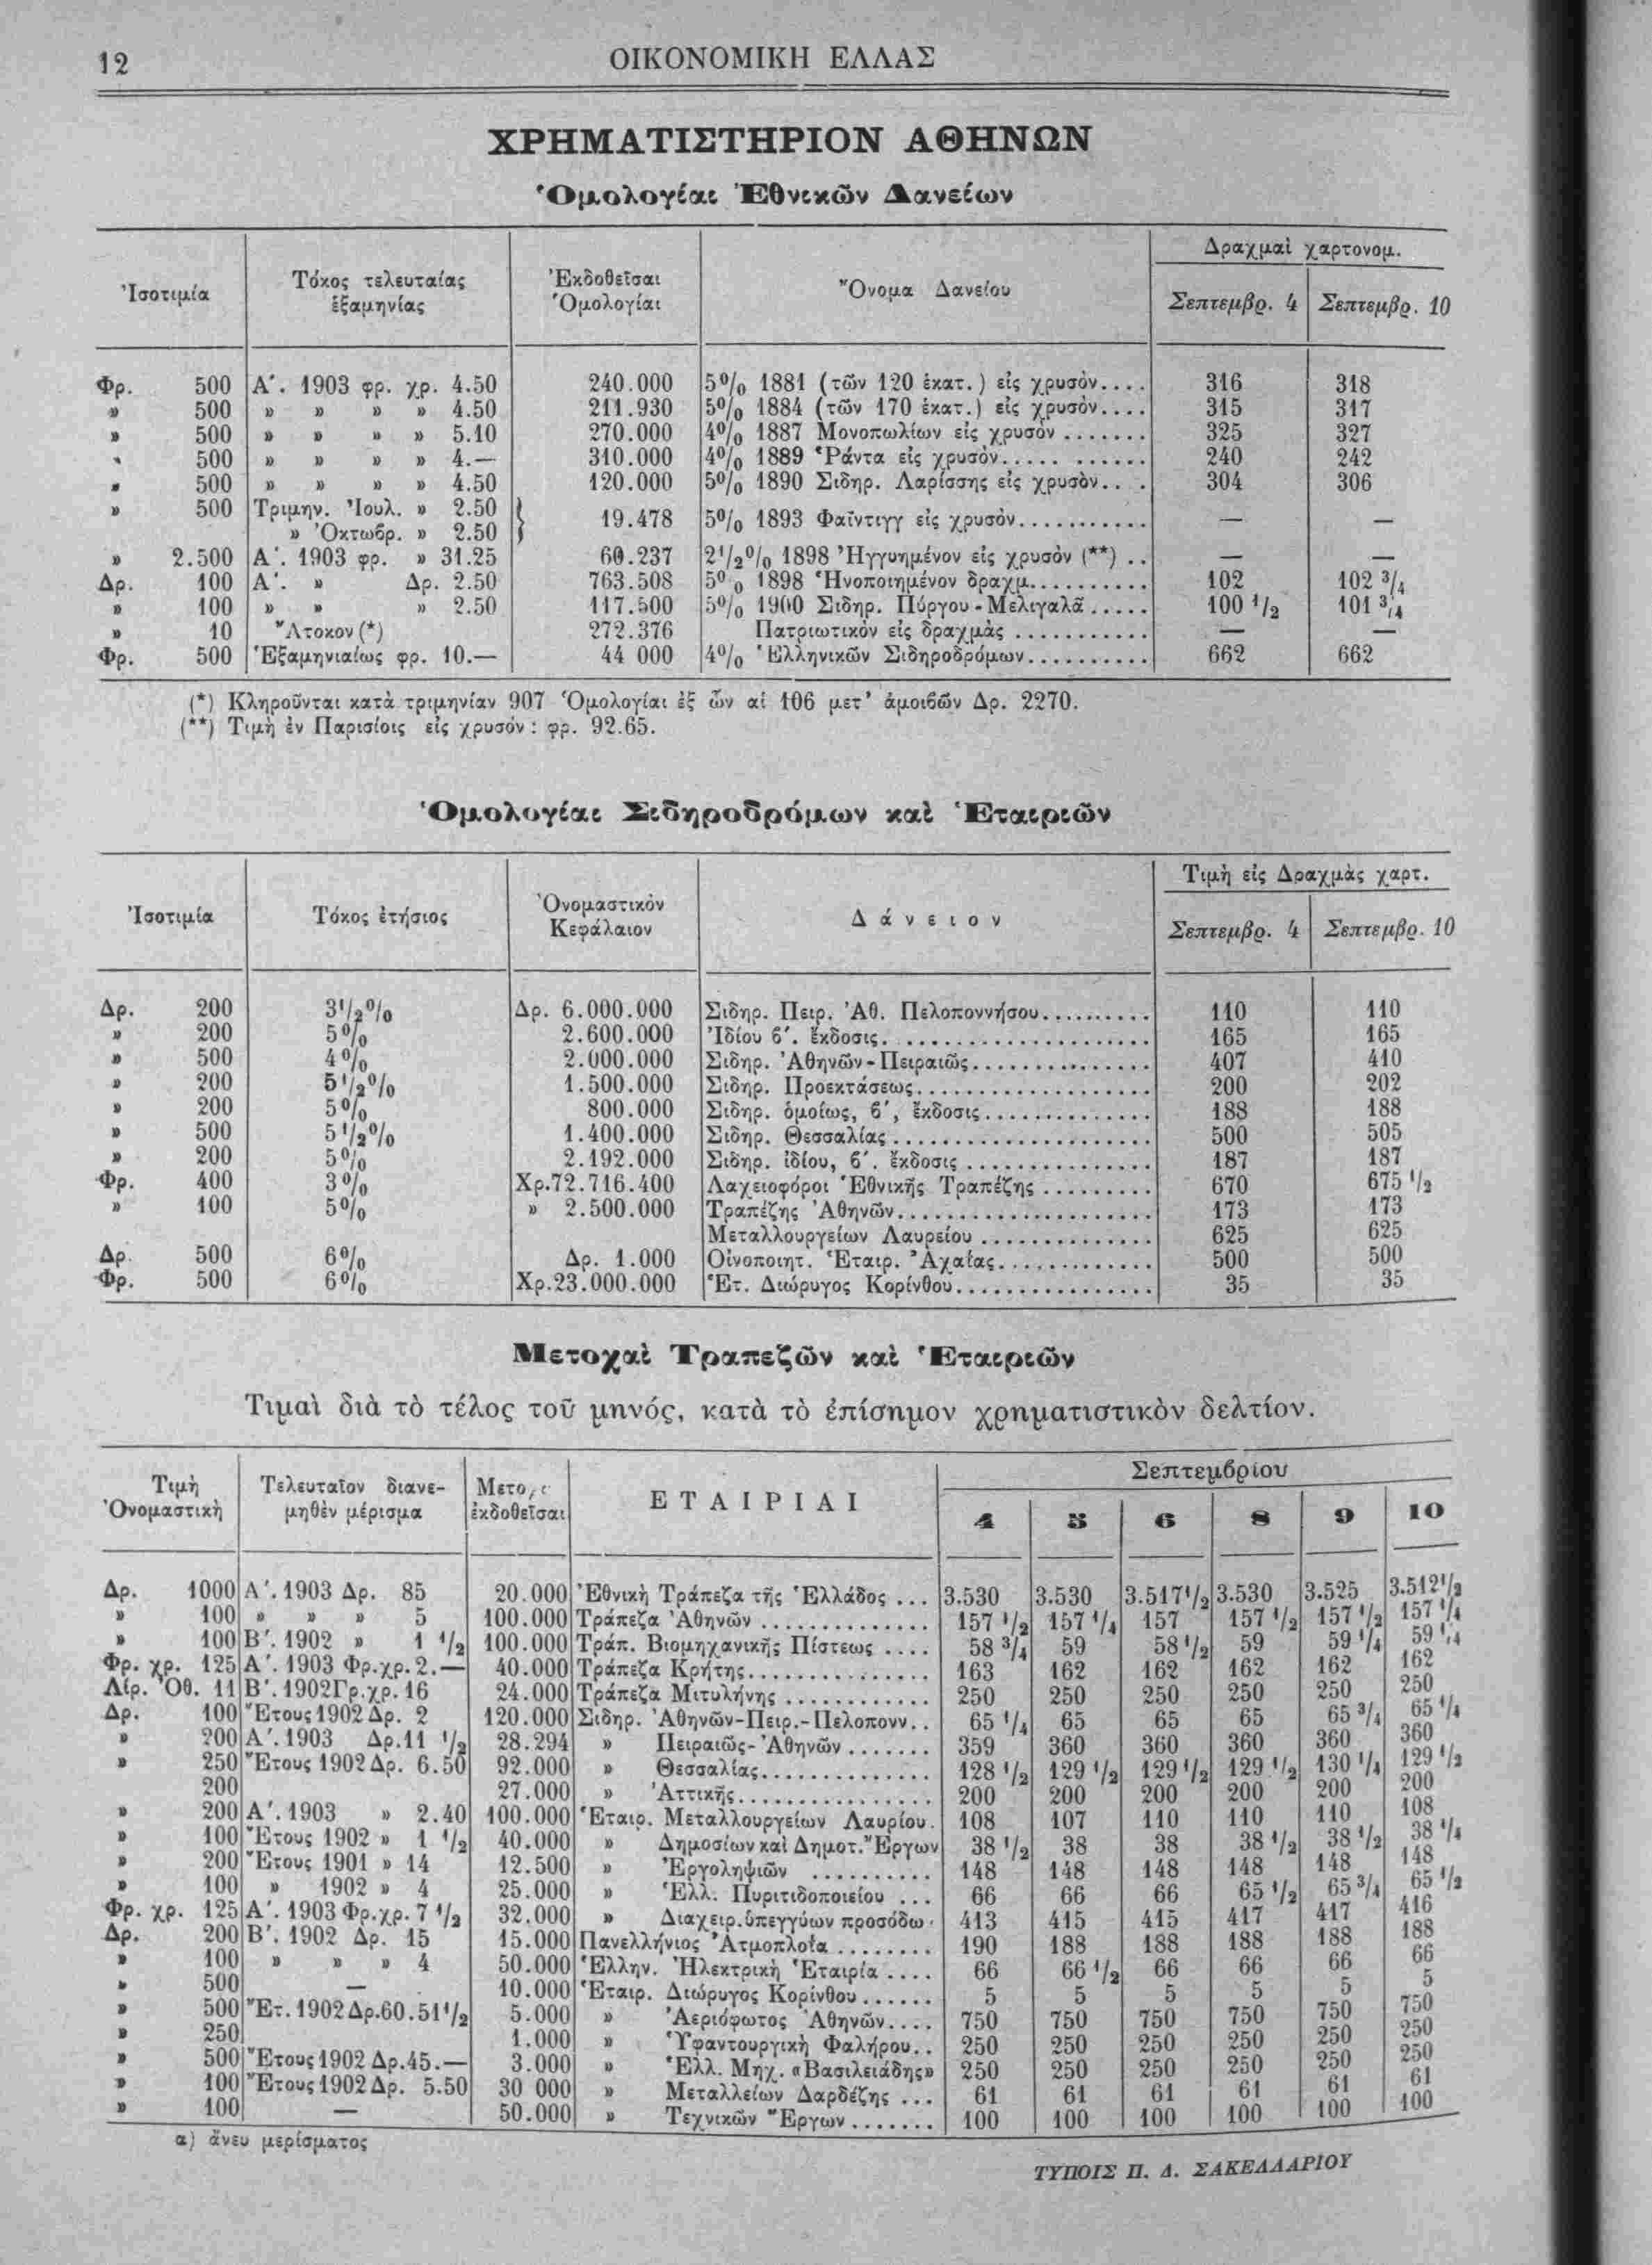 12
ΟΙΚΟΝΟΜΙΚΗ ΕΛΛΑΣ
ΧΡΗΜΑΤΙΣΤΗΡΙΟΝ ΑΘΗΝΩΝ
Ὁμολογίαι Ἐθνικῶν Δανείων
Ἰσοτιμία | Τόκος τελευταίας ἑξαμηνίας | Ἐκδοθεῖσαι Ὁμολογίαι | Ὄνομα Δανείου | Δραχμαὶ χαρτονομ. Σεπτεμβρ. 4 | Σεπτεμβρ. 10
Φρ. 500 | Α΄. 1903 φρ. χρ. 4.50 | 240.000 | 5% 1881 (τῶν 120 ἑκατ.) εἰς χρυσόν.... | 316 | 318
» 500 | » » » » 4.50 | 211.930 | 5% 1884 (τῶν 170 ἑκατ.) εἰς χρυσόν.... | 315 | 317
» 500 | » » » » 5.10 | 270.000 | 4% 1887 Μονοπωλίων εἰς χρυσόν ....... | 325 | 327
» 500 | » » » » 4.— | 310.000 | 4% 1889 Ῥάντα εἰς χρυσόν........... | 240 | 242
» 500 | » » » » 4.50 | 120.000 | 5% 1890 Σιδηρ. Λαρίσσης εἰς χρυσὸν... | 304 | 306
» 500 | Τριμην. Ἰουλ. » 2.50
» Ὀκτωβρ. » 2.50 | 19.478 | 5% 1893 Φαΐντιγγ εἰς χρυσόν........... | — | —
» 2.500 | Α΄. 1903 φρ. » 31.25 | 60.237 | 2 1/2% 1898 Ἠγγυημένον εἰς χρυσόν (**) .. | — | —
Δρ. 100 | Α΄. » Δρ. 2.50 | 763.508 | 5% 1898 Ἡνοποιημένον δραχμ.......... | 102 | 102 3/4
» 100 | » » » 2.50 | 117.500 | 5% 1900 Σιδηρ. Πύργου-Μελιγαλᾶ ..... | 100 1/2 | 101 3/4
» 10 | Ἄτοκον (*) | 272.376 | Πατριωτικὸν εἰς δραχμὰς ........... | — | —
Φρ. 500 | Ἑξαμηνιαίως φρ. 10.— | 44 000 | 4% Ἑλληνικῶν Σιδηροδρόμων.......... | 662 | 662
(*) Κληροῦνται κατὰ τριμηνίαν 907 Ὁμολογίαι ἐξ ὧν αἱ 106 μετ' ἀμοιβῶν Δρ. 2270.
(**) Τιμὴ ἐν Παρισίοις εἰς χρυσόν: φρ. 92.65.
Ὁμολογίαι Σιδηροδρόμων καὶ Ἑταιριῶν
Ἰσοτιμία | Τόκος ἐτήσιος | Ὀνομαστικὸν Κεφάλαιον | Δάνειον | Τιμὴ εἰς Δραχμὰς χαρτ. Σεπτεμβρ. 4 | Σεπτεμβρ. 10
Δρ. 200 | 3 1/2% | Δρ. 6.000.000 | Σιδηρ. Πειρ. Ἀθ. Πελοποννήσου.......... | 110 | 110
» 200 | 5% | 2.600.000 | Ἰδίου β΄. ἔκδοσις...................... | 165 | 165
» 500 | 4% | 2.000.000 | Σιδηρ. Ἀθηνῶν-Πειραιῶς............... | 407 | 410
» 200 | 5 1/2% | 1.500.000 | Σιδηρ. Προεκτάσεως.................... | 200 | 202
» 200 | 5% | 800.000 | Σιδηρ. ὁμοίως, β΄, ἔκδοσις.............. | 188 | 188
» 500 | 5 1/2% | 1.400.000 | Σιδηρ. Θεσσαλίας ..................... | 500 | 505
» 200 | 5% | 2.192.000 | Σιδηρ. ἰδίου, β΄. ἔκδοσις ................ | 187 | 187
Φρ. 400 | 3% | Χρ.72.716.400 | Λαχειοφόροι Ἐθνικῆς Τραπέζης ......... | 670 | 675 1/2
» 100 | 5% | » 2.500.000 | Τραπέζης Ἀθηνῶν..................... | 173 | 173
Μεταλλουργείων Λαυρείου .............. | 625 | 625
Δρ. 500 | 6% | Δρ. 1.000 | Οἰνοποιητ. Ἑταιρ. Ἀχαΐας............. | 500 | 500
Φρ. 500 | 6% | Χρ.23.000.000 | Ἑτ. Διώρυγος Κορίνθου................ | 35 | 35
Μετοχαὶ Τραπεζῶν καὶ Ἑταιριῶν
Τιμαὶ διὰ τὸ τέλος τοῦ μηνός, κατὰ τὸ ἐπίσημον χρηματιστικὸν δελτίον.
Τιμὴ Ὀνομαστικὴ | Τελευταῖον διανεμηθὲν μέρισμα | ἐκδοθεῖσαι | ΕΤΑΙΡΙΑΙ | Σεπτεμβρίου 4 | 5 | 6 | 8 | 9 | 10
Δρ. 1000 | Α΄. 1903 Δρ. 85 | 20.000 | Ἐθνικὴ Τράπεζα τῆς Ἑλλάδος ... | 3.530 | 3.530 | 3.517 1/2 | 3.530 | 3.525 | 3.512 1/2
» 100 | » » » 5 | 100.000 | Τράπεζα Ἀθηνῶν .............. | 157 1/2 | 157 1/4 | 157 | 157 1/2 | 157 1/2 | 157 1/4
» 100 | Β΄. 1902 » 1 1/2 | 100.000 | Τράπ. Βιομηχανικῆς Πίστεως .... | 58 3/4 | 59 | 58 1/2 | 59 | 59 1/4 | 59 1/4
Φρ. χρ. 125 | Α΄. 1903 Φρ.χρ. 2.— | 40.000 | Τράπεζα Κρήτης............... | 163 | 162 | 162 | 162 | 162 | 162
Λίρ. Ὀθ. 11 | Β΄. 1902 Γρ.χρ. 16 | 24.000 | Τράπεζα Μιτυλήνης ............ | 250 | 250 | 250 | 250 | 250 | 250
Δρ. 100 | Ἔτους 1902 Δρ. 2 | 120.000 | Σιδηρ. Ἀθηνῶν-Πειρ.-Πελοπονν.. | 65 1/4 | 65 | 65 | 65 | 65 3/4 | 65 1/4
» 200 | Α΄. 1903 Δρ. 11 1/2 | 28.294 | » Πειραιῶς-Ἀθηνῶν ....... | 359 | 360 | 360 | 360 | 360 | 360
» 250 | Ἔτους 1902 Δρ. 6.50 | 92.000 | » Θεσσαλίας.............. | 128 1/2 | 129 1/2 | 129 1/2 | 129 1/2 | 130 1/4 | 129 1/2
200 | 27.000 | » Ἀττικῆς................ | 200 | 200 | 200 | 200 | 200 | 200
» 200 | Α΄. 1903 » 2.40 | 100.000 | Ἑταιρ. Μεταλλουργείων Λαυρίου. | 108 | 107 | 110 | 110 | 110 | 108
» 100 | Ἔτους 1902 » 1 1/2 | 40.000 | » Δημοσίων καὶ Δημοτ. Ἔργων | 38 1/2 | 38 | 38 | 38 1/2 | 38 1/2 | 38 1/4
» 200 | Ἔτους 1901 » 14 | 12.500 | » Ἐργοληψιῶν .......... | 148 | 148 | 148 | 148 | 148 | 148
» 100 | » 1902 » 4 | 25.000 | » Ἑλλ. Πυριτιδοποιείου ... | 66 | 66 | 66 | 65 1/2 | 65 3/4 | 65 1/2
Φρ. χρ. 125 | Α΄. 1903 Φρ.χρ. 7 1/2 | 32.000 | » Διαχειρ. ὑπεγγύων προσόδω. | 413 | 415 | 415 | 417 | 417 | 416
Δρ. 200 | Β΄. 1902 Δρ. 15 | 15.000 | Πανελλήνιος Ἀτμοπλοΐα ........ | 190 | 188 | 188 | 188 | 188 | 188
» 100 | » » » 4 | 50.000 | Ἑλλην. Ἠλεκτρικὴ Ἑταιρία .... | 66 | 66 1/2 | 66 | 66 | 66 | 66
» 500 | — | 10.000 | Ἑταιρ. Διώρυγος Κορίνθου...... | 5 | 5 | 5 | 5 | 5 | 5
» 500 | Ἔτ. 1902 Δρ. 60.51 1/2 | 5.000 | » Ἀεριόφωτος Ἀθηνῶν.... | 750 | 750 | 750 | 750 | 750 | 750
» 250 | 1.000 | » Ὑφαντουργικὴ Φαλήρου.. | 250 | 250 | 250 | 250 | 250 | 250
» 500 | Ἔτους 1902 Δρ. 45.— | 3.000 | » Ἑλλ. Μηχ. «Βασιλειάδης» | 250 | 250 | 250 | 250 | 250 | 250
» 100 | Ἔτους 1902 Δρ. 5.50 | 30 000 | » Μεταλλείων Δαρδέζης ... | 61 | 61 | 61 | 61 | 61 | 61
» 100 | — | 50.000 | » Τεχνικῶν Ἔργων ....... | 100 | 100 | 100 | 100 | 100 | 100
α) ἄνευ μερίσματος
ΤΥΠΟΙΣ Π. Δ. ΣΑΚΕΛΛΑΡΙΟΥ